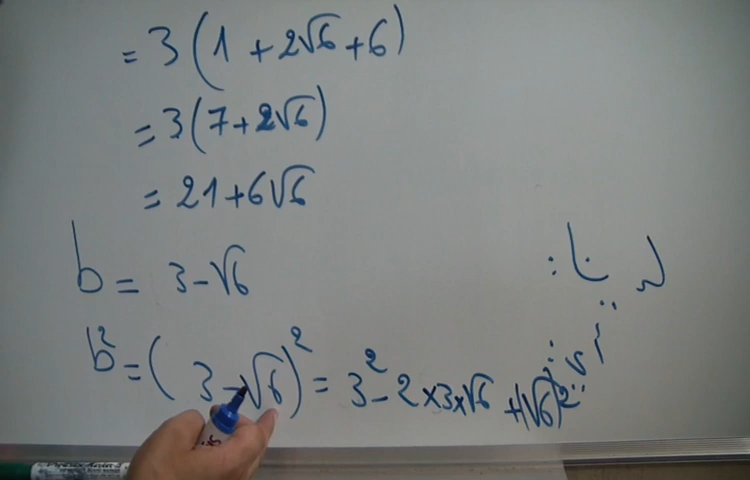 = 3(1 + 2√6 + 6)
= 3(7 + 2√6)
= 21 + 6√6
b = 3 - √6
لنا :
b² = (3 - √6)² = 3² - 2 × 3 × √6 + (√6)²